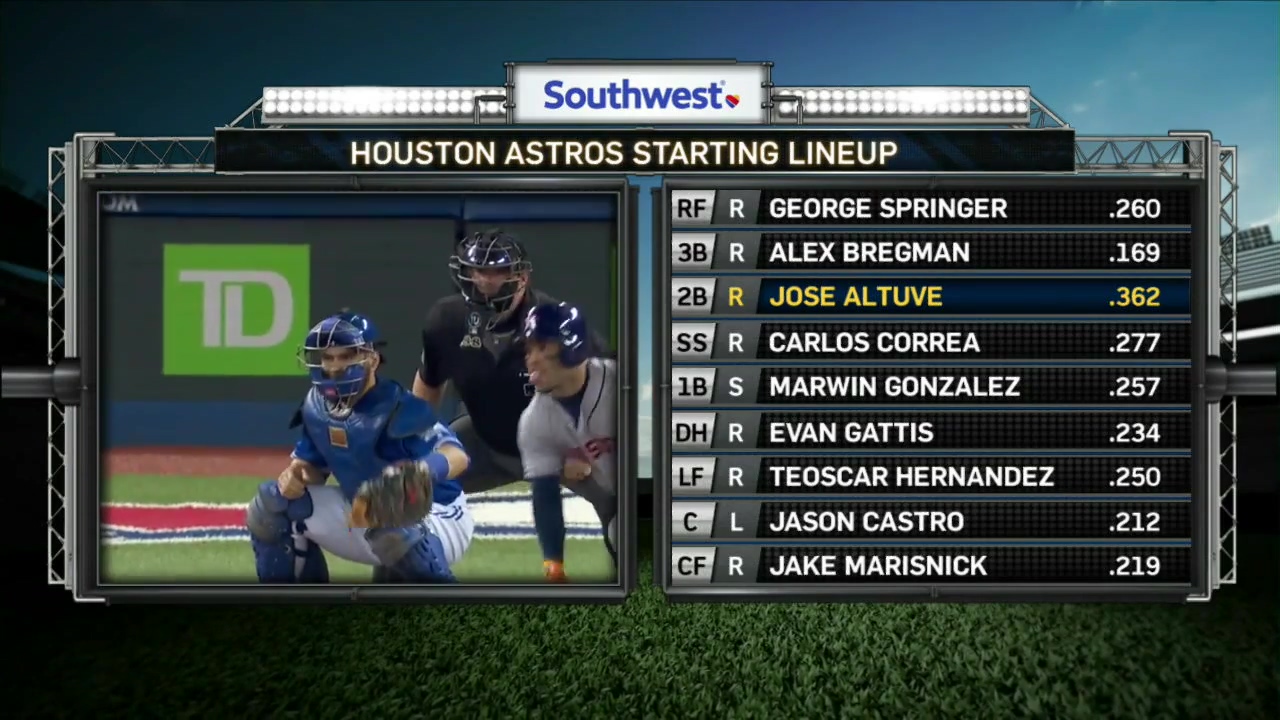 Southwest
HOUSTON ASTROS STARTING LINEUP
OM
TD
RF R GEORGE SPRINGER .260
3B R ALEX BREGMAN .169
2B R JOSE ALTUVE .362
SS R CARLOS CORREA .277
1B S MARWIN GONZALEZ .257
DH R EVAN GATTIS .234
LF R TEOSCAR HERNANDEZ .250
C L JASON CASTRO .212
CF R JAKE MARISNICK .219